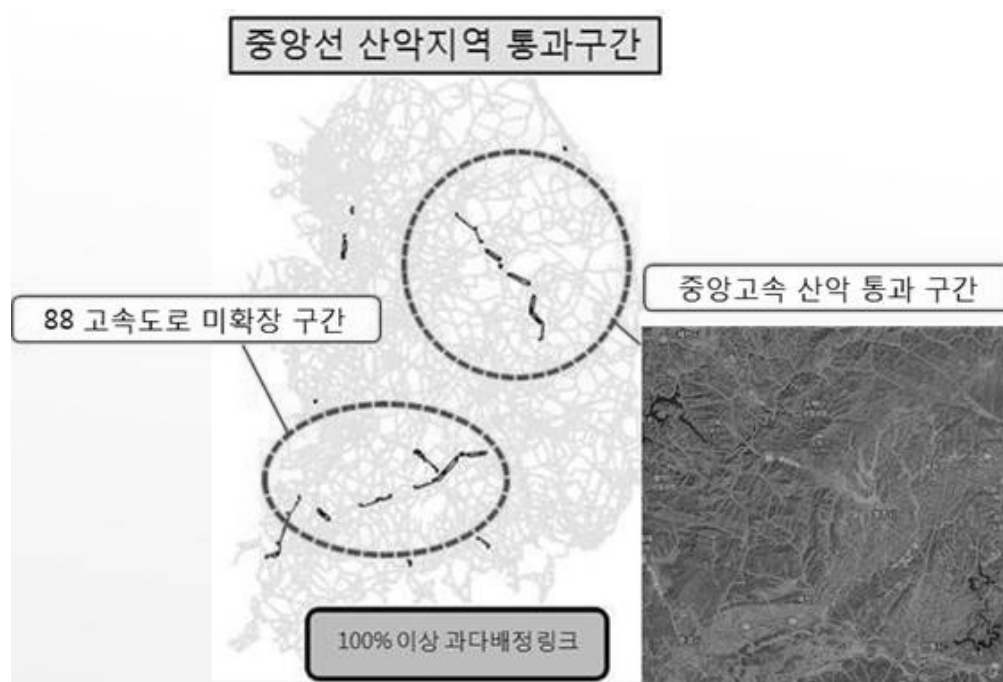 중앙선 산악지역 통과구간
중앙고속 산악 통과 구간
88 고속도로 미확장 구간
100% 이상 과다배정링크